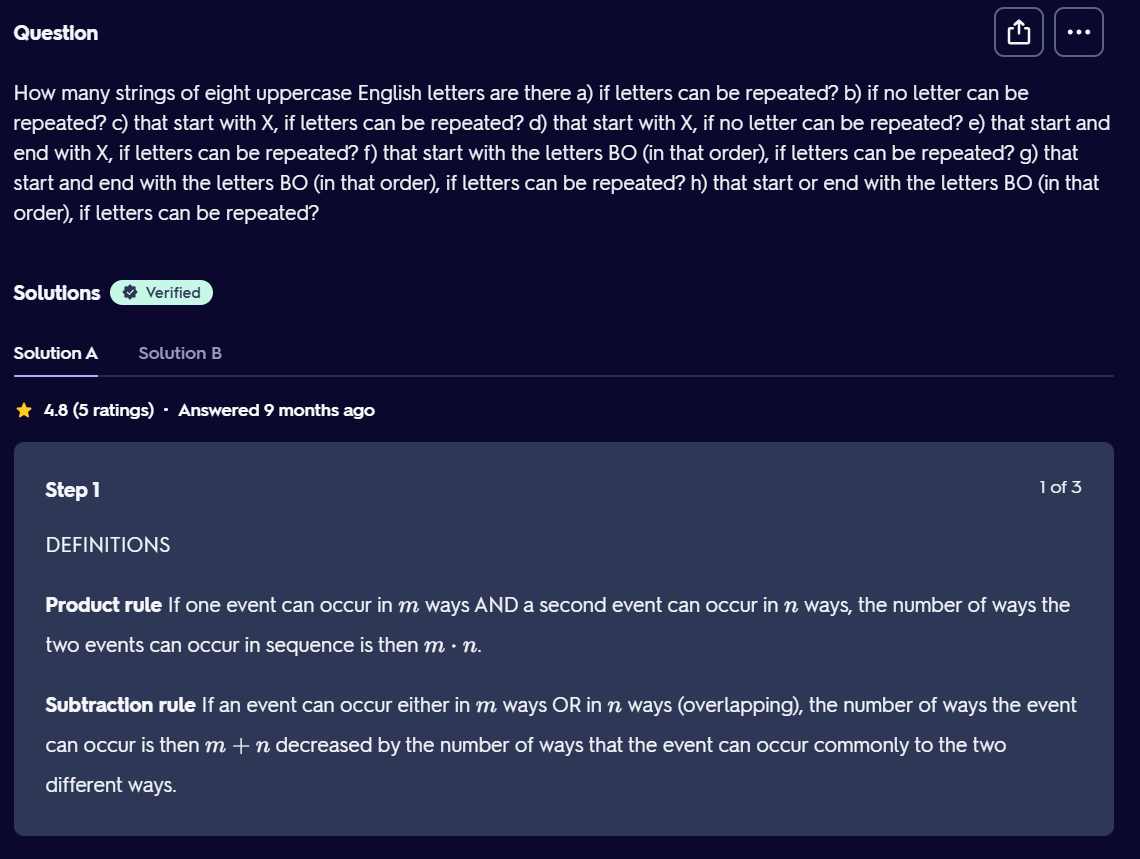 Question
How many strings of eight uppercase English letters are there a) if letters can be repeated? b) if no letter can be
repeated? c) that start with X, if letters can be repeated? d) that start with X, if no letter can be repeated? e) that start and
end with X, if letters can be repeated? f) that start with the letters BO (in that order), if letters can be repeated? g) that
start and end with the letters BO (in that order), if letters can be repeated? h) that start or end with the letters BO (in that
order), if letters can be repeated?
Solutions Verified
Solution A Solution B
4.8 (5 ratings) · Answered 9 months ago
Step 1 1 of 3
DEFINITIONS
Product rule If one event can occur in m ways AND a second event can occur in n ways, the number of ways the
two events can occur in sequence is then m · n.
Subtraction rule If an event can occur either in m ways OR in n ways (overlapping), the number of ways the event
can occur is then m + n decreased by the number of ways that the event can occur commonly to the two
different ways.